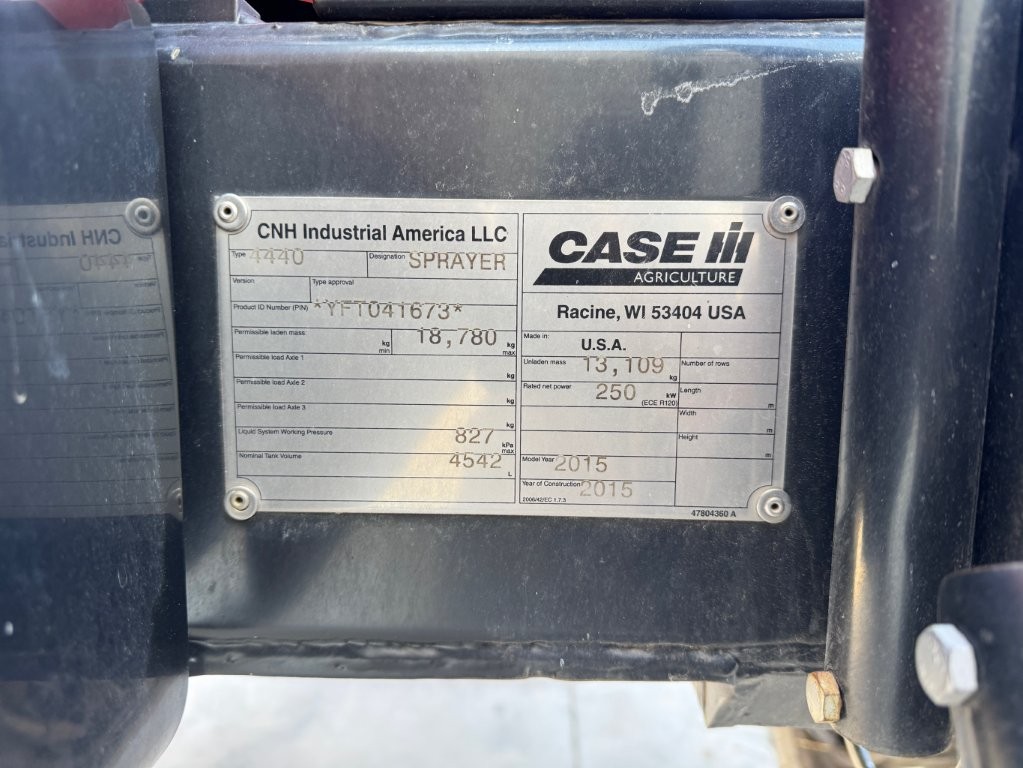 CNH Industrial America LLC
Type 4440 Designation SPRAYER
Version Type approval
Product ID Number (PIN) *YFT041673*
Permissible laden mass: kg min 18,780 kg max
Permissible load Axle 1 kg
Permissible load Axle 2 kg
Permissible load Axle 3 kg
Liquid System Working Pressure 827 kPa max
Nominal Tank Volume 4542 L
CASE IH
AGRICULTURE
Racine, WI 53404 USA
Made in: U.S.A.
Unladen mass 13,109 kg Number of rows
Rated net power 250 kW (ECE R120) Length m
Width m
Height m
Model Year 2015
Year of Construction 2015
2006/42/EC 1.7.3
47804360 A
CNH Industrial
4440